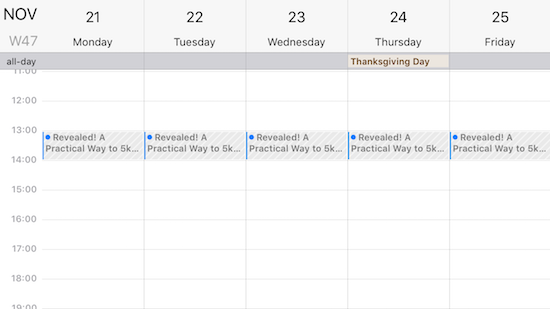 NOV 21 22 23 24 25
W47 Monday Tuesday Wednesday Thursday Friday
all-day Thanksgiving Day
11:00
12:00
13:00 Revealed! A Revealed! A Revealed! A Revealed! A Revealed! A
Practical Way to 5k... Practical Way to 5k... Practical Way to 5k... Practical Way to 5k... Practical Way to 5k...
14:00
15:00
16:00
17:00
18:00
19:00